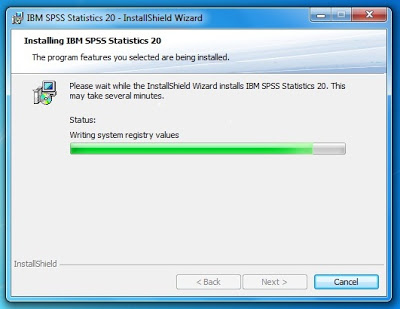 IBM SPSS Statistics 20 - InstallShield Wizard
Installing IBM SPSS Statistics 20
The program features you selected are being installed.
Please wait while the InstallShield Wizard installs IBM SPSS Statistics 20. This
may take several minutes.
Status:
Writing system registry values
InstallShield
< Back
Next >
Cancel